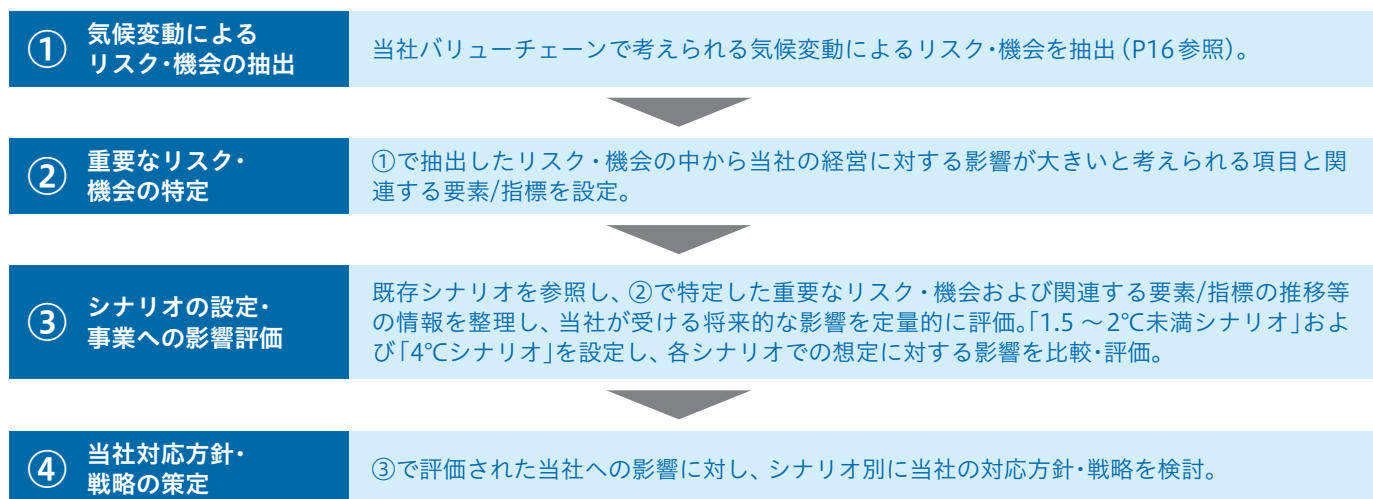 ①
気候変動による
リスク・機会の抽出
当社バリューチェーンで考えられる気候変動によるリスク・機会を抽出（P16参照）。
②
重要なリスク・
機会の特定
①で抽出したリスク・機会の中から当社の経営に対する影響が大きいと考えられる項目と関
連する要素/指標を設定。
③
シナリオの設定・
事業への影響評価
既存シナリオを参照し、②で特定した重要なリスク・機会および関連する要素/指標の推移等
の情報を整理し、当社が受ける将来的な影響を定量的に評価。「1.5～2℃未満シナリオ」およ
び「4℃シナリオ」を設定し、各シナリオでの想定に対する影響を比較・評価。
④
当社対応方針・
戦略の策定
③で評価された当社への影響に対し、シナリオ別に当社の対応方針・戦略を検討。